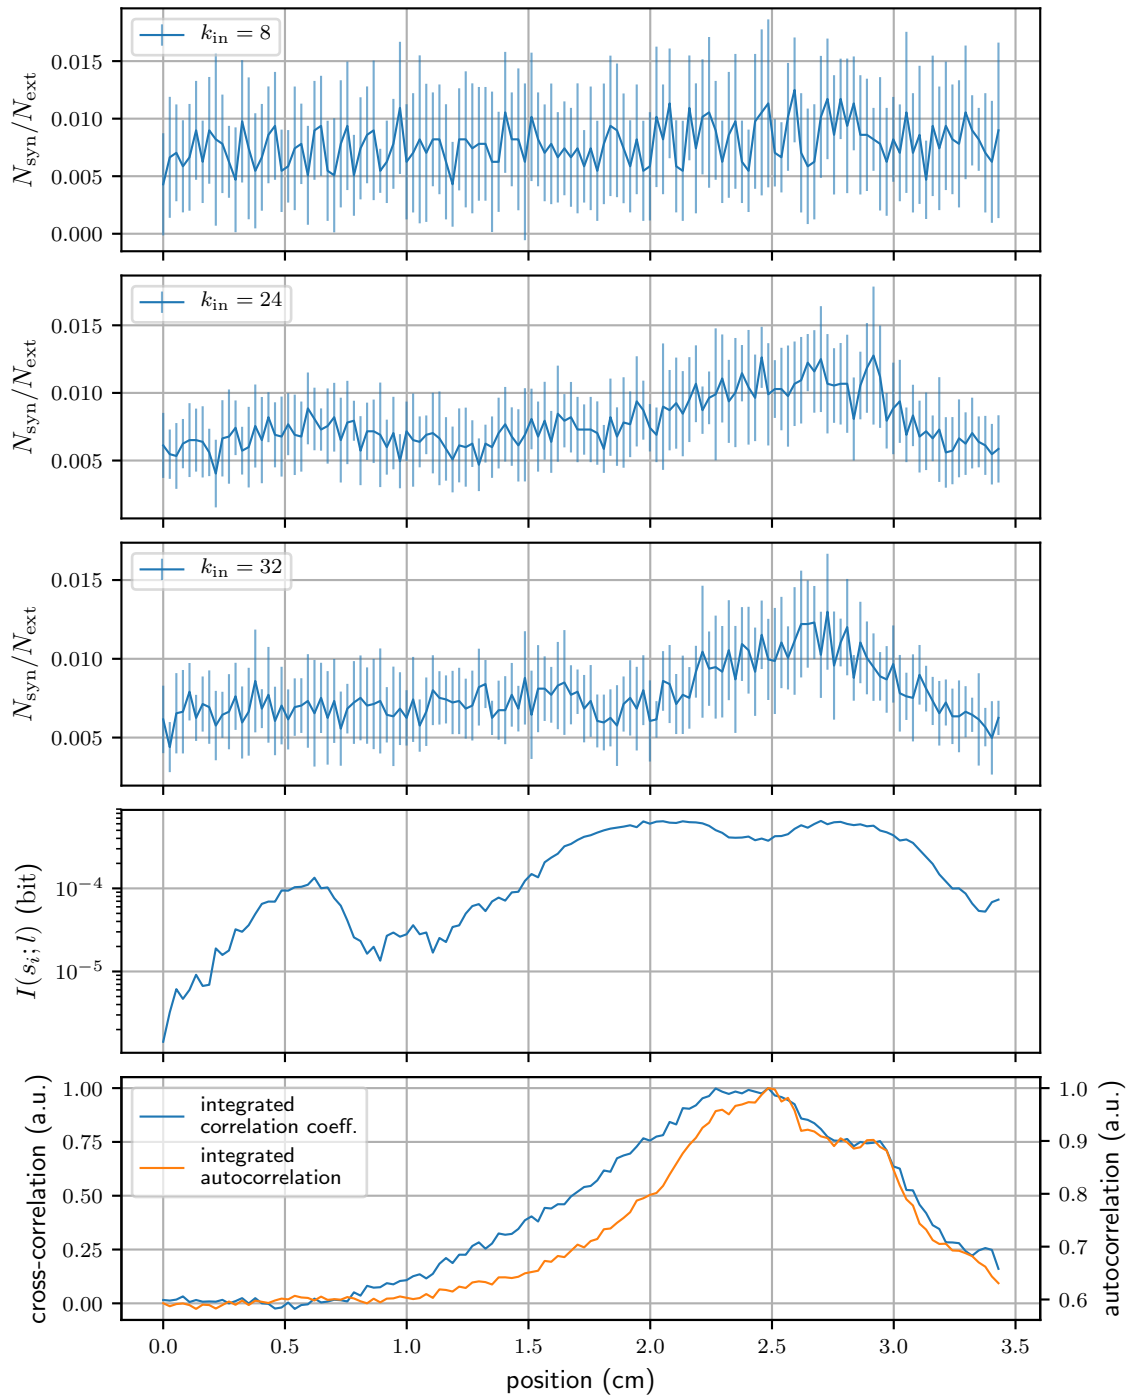 k_in = 8
N_syn/N_ext
0.015
0.010
0.005
0.000
k_in = 24
N_syn/N_ext
0.015
0.010
0.005
k_in = 32
N_syn/N_ext
0.015
0.010
0.005
I(s_i; l) (bit)
10^−4
10^−5
cross-correlation (a.u.)
1.00
0.75
0.50
0.25
0.00
integrated
correlation coeff.
integrated
autocorrelation
1.0
0.9
0.8
0.7
0.6
autocorrelation (a.u.)
0.0 0.5 1.0 1.5 2.0 2.5 3.0 3.5
position (cm)